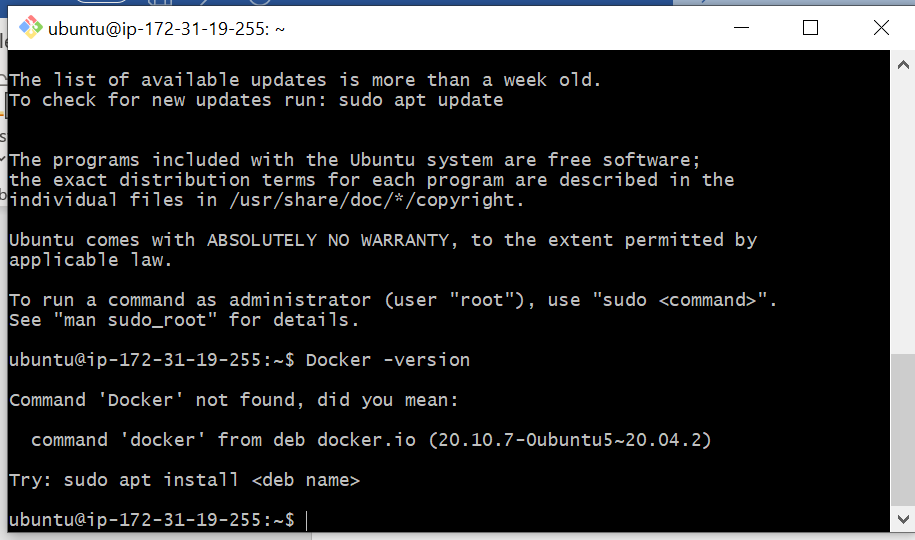 ubuntu@ip-172-31-19-255: ~
The list of available updates is more than a week old.
To check for new updates run: sudo apt update
The programs included with the Ubuntu system are free software;
the exact distribution terms for each program are described in the
individual files in /usr/share/doc/*/copyright.
Ubuntu comes with ABSOLUTELY NO WARRANTY, to the extent permitted by
applicable law.
To run a command as administrator (user "root"), use "sudo <command>".
See "man sudo_root" for details.
ubuntu@ip-172-31-19-255:~$ Docker -version
Command 'Docker' not found, did you mean:
command 'docker' from deb docker.io (20.10.7-0ubuntu5~20.04.2)
Try: sudo apt install <deb name>
ubuntu@ip-172-31-19-255:~$